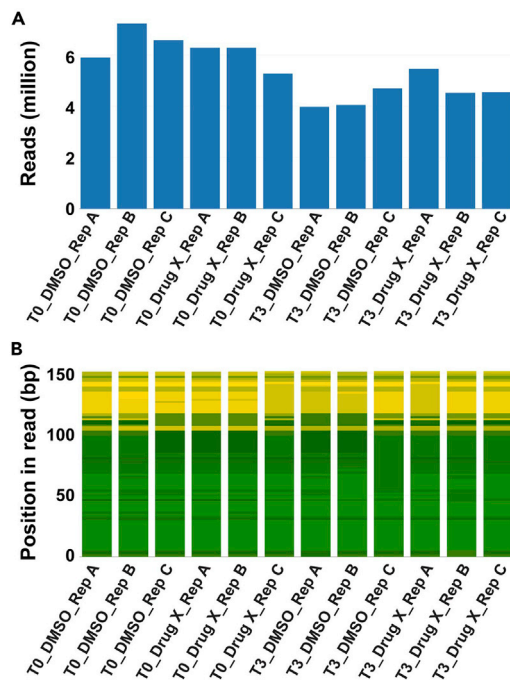 A
Reads (million)
6
4
2
0
T0_DMSO_Rep A
T0_DMSO_Rep B
T0_DMSO_Rep C
T0_Drug X_Rep A
T0_Drug X_Rep B
T0_Drug X_Rep C
T3_DMSO_Rep A
T3_DMSO_Rep B
T3_DMSO_Rep C
T3_Drug X_Rep A
T3_Drug X_Rep B
T3_Drug X_Rep C
B
Position in read (bp)
150
100
50
0
T0_DMSO_Rep A
T0_DMSO_Rep B
T0_DMSO_Rep C
T0_Drug X_Rep A
T0_Drug X_Rep B
T0_Drug X_Rep C
T3_DMSO_Rep A
T3_DMSO_Rep B
T3_DMSO_Rep C
T3_Drug X_Rep A
T3_Drug X_Rep B
T3_Drug X_Rep C